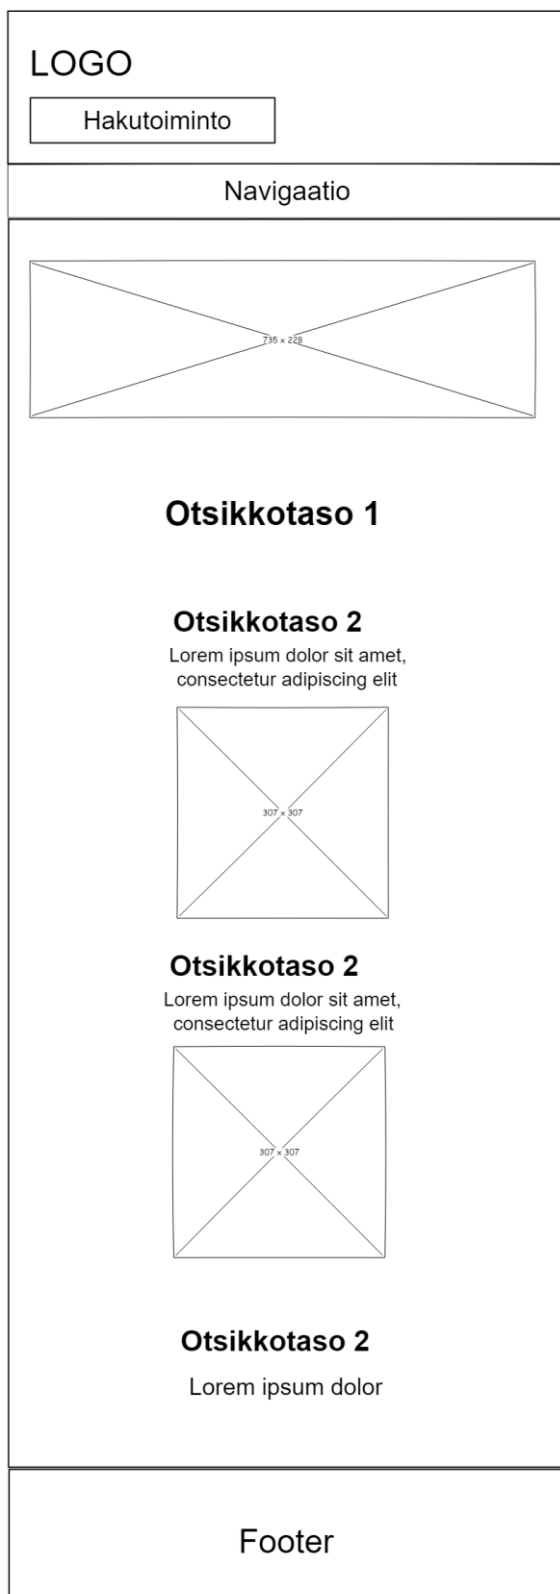 LOGO
Hakutoiminto
Navigaatio
735 x 228
Otsikkotaso 1
Otsikkotaso 2
Lorem ipsum dolor sit amet,
consectetur adipiscing elit
307 x 307
Otsikkotaso 2
Lorem ipsum dolor sit amet,
consectetur adipiscing elit
307 x 307
Otsikkotaso 2
Lorem ipsum dolor
Footer